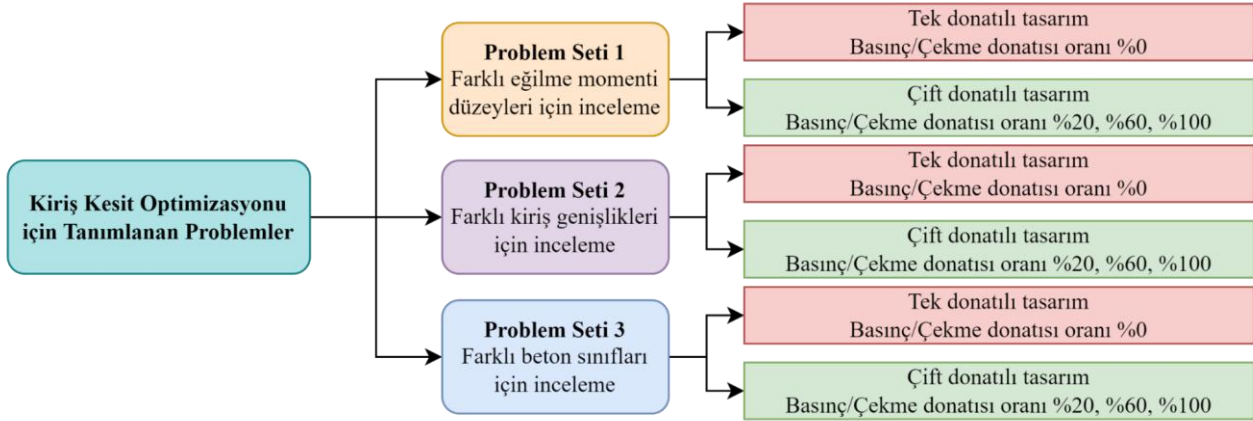 Kiriş Kesit Optimizasyonu
için Tanımlanan Problemler
Problem Seti 1
Farklı eğilme momenti
düzeyleri için inceleme
Tek donatılı tasarım
Basınç/Çekme donatısı oranı %0
Çift donatılı tasarım
Basınç/Çekme donatısı oranı %20, %60, %100
Problem Seti 2
Farklı kiriş genişlikleri
için inceleme
Tek donatılı tasarım
Basınç/Çekme donatısı oranı %0
Çift donatılı tasarım
Basınç/Çekme donatısı oranı %20, %60, %100
Problem Seti 3
Farklı beton sınıfları
için inceleme
Tek donatılı tasarım
Basınç/Çekme donatısı oranı %0
Çift donatılı tasarım
Basınç/Çekme donatısı oranı %20, %60, %100